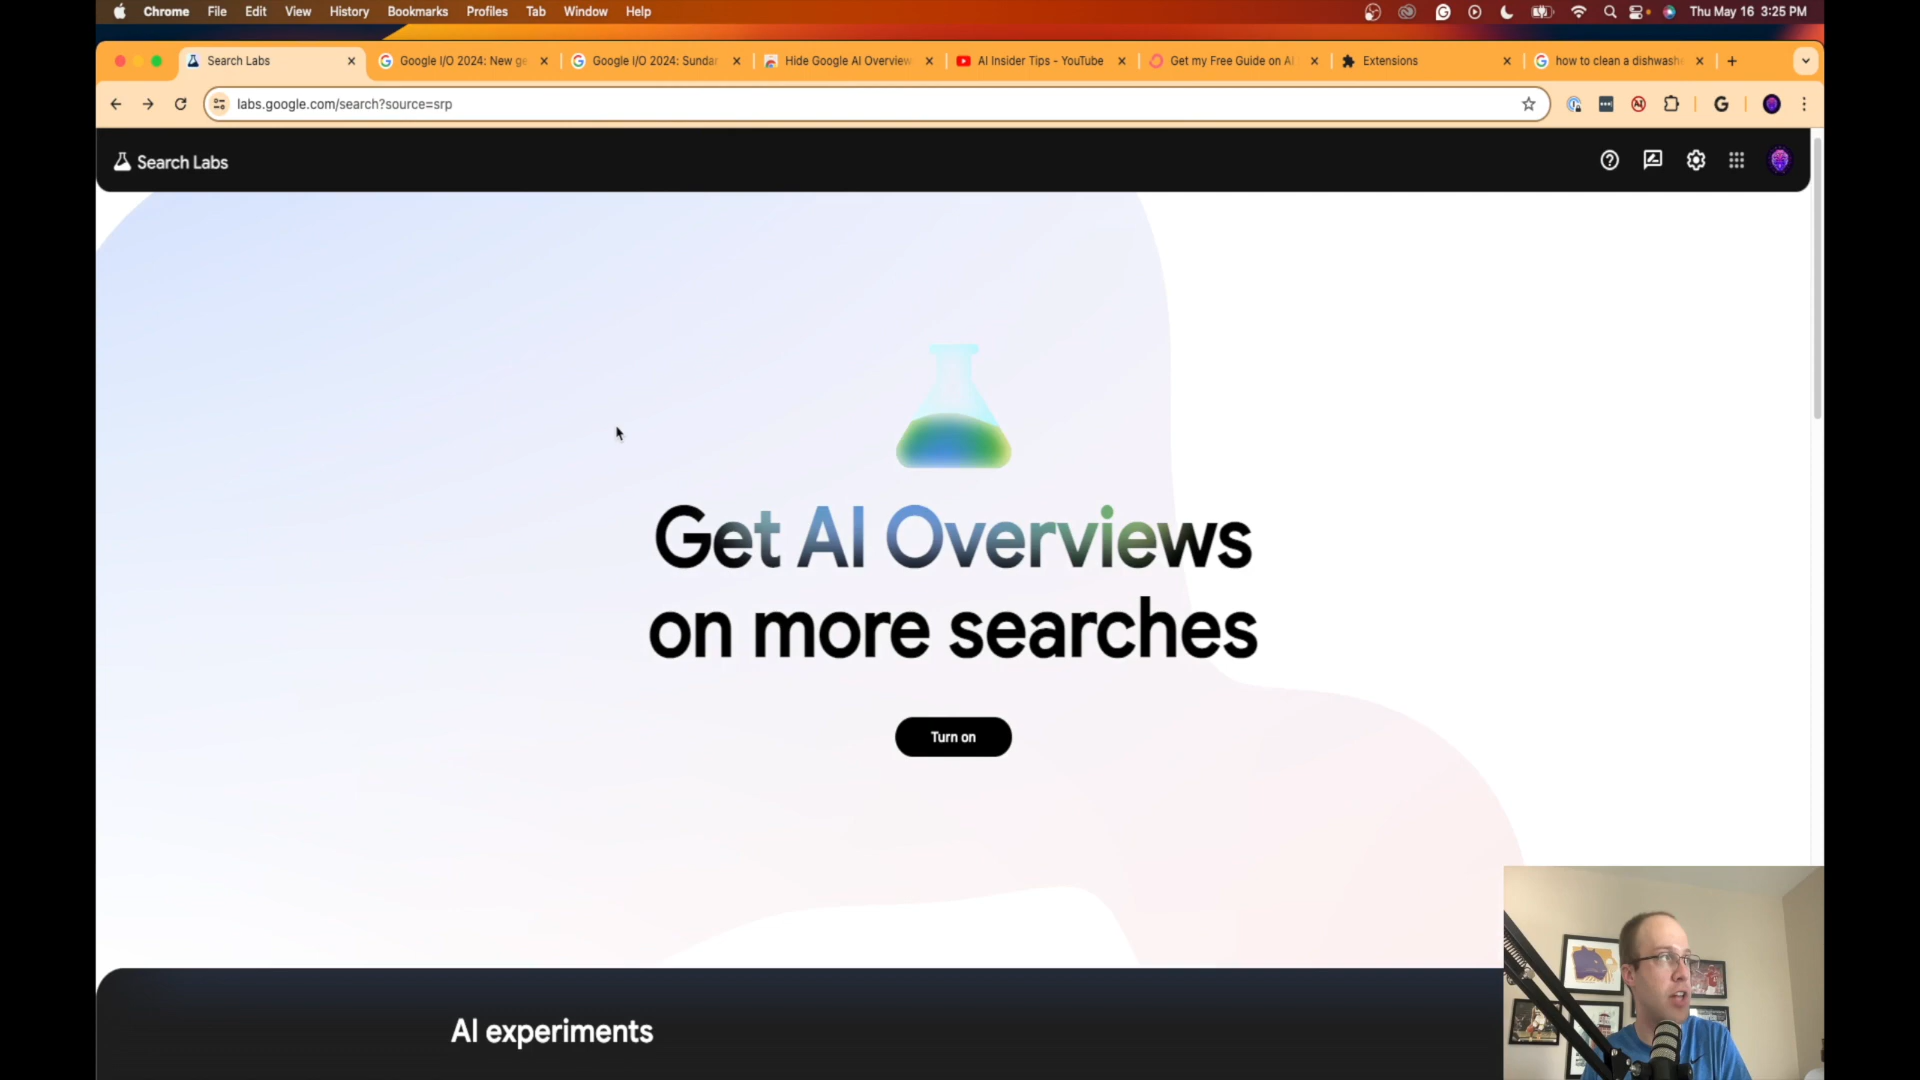 Chrome File Edit View History Bookmarks Profiles Tab Window Help Thu May 16 3:25 PM
Search Labs
Google I/O 2024: New ge
Google I/O 2024: Sundar
Hide Google AI Overview
AI Insider Tips - YouTube
Get my Free Guide on AI
Extensions
how to clean a dishwashe
labs.google.com/search?source=srp
Search Labs
Get AI Overviews
on more searches
Turn on
AI experiments